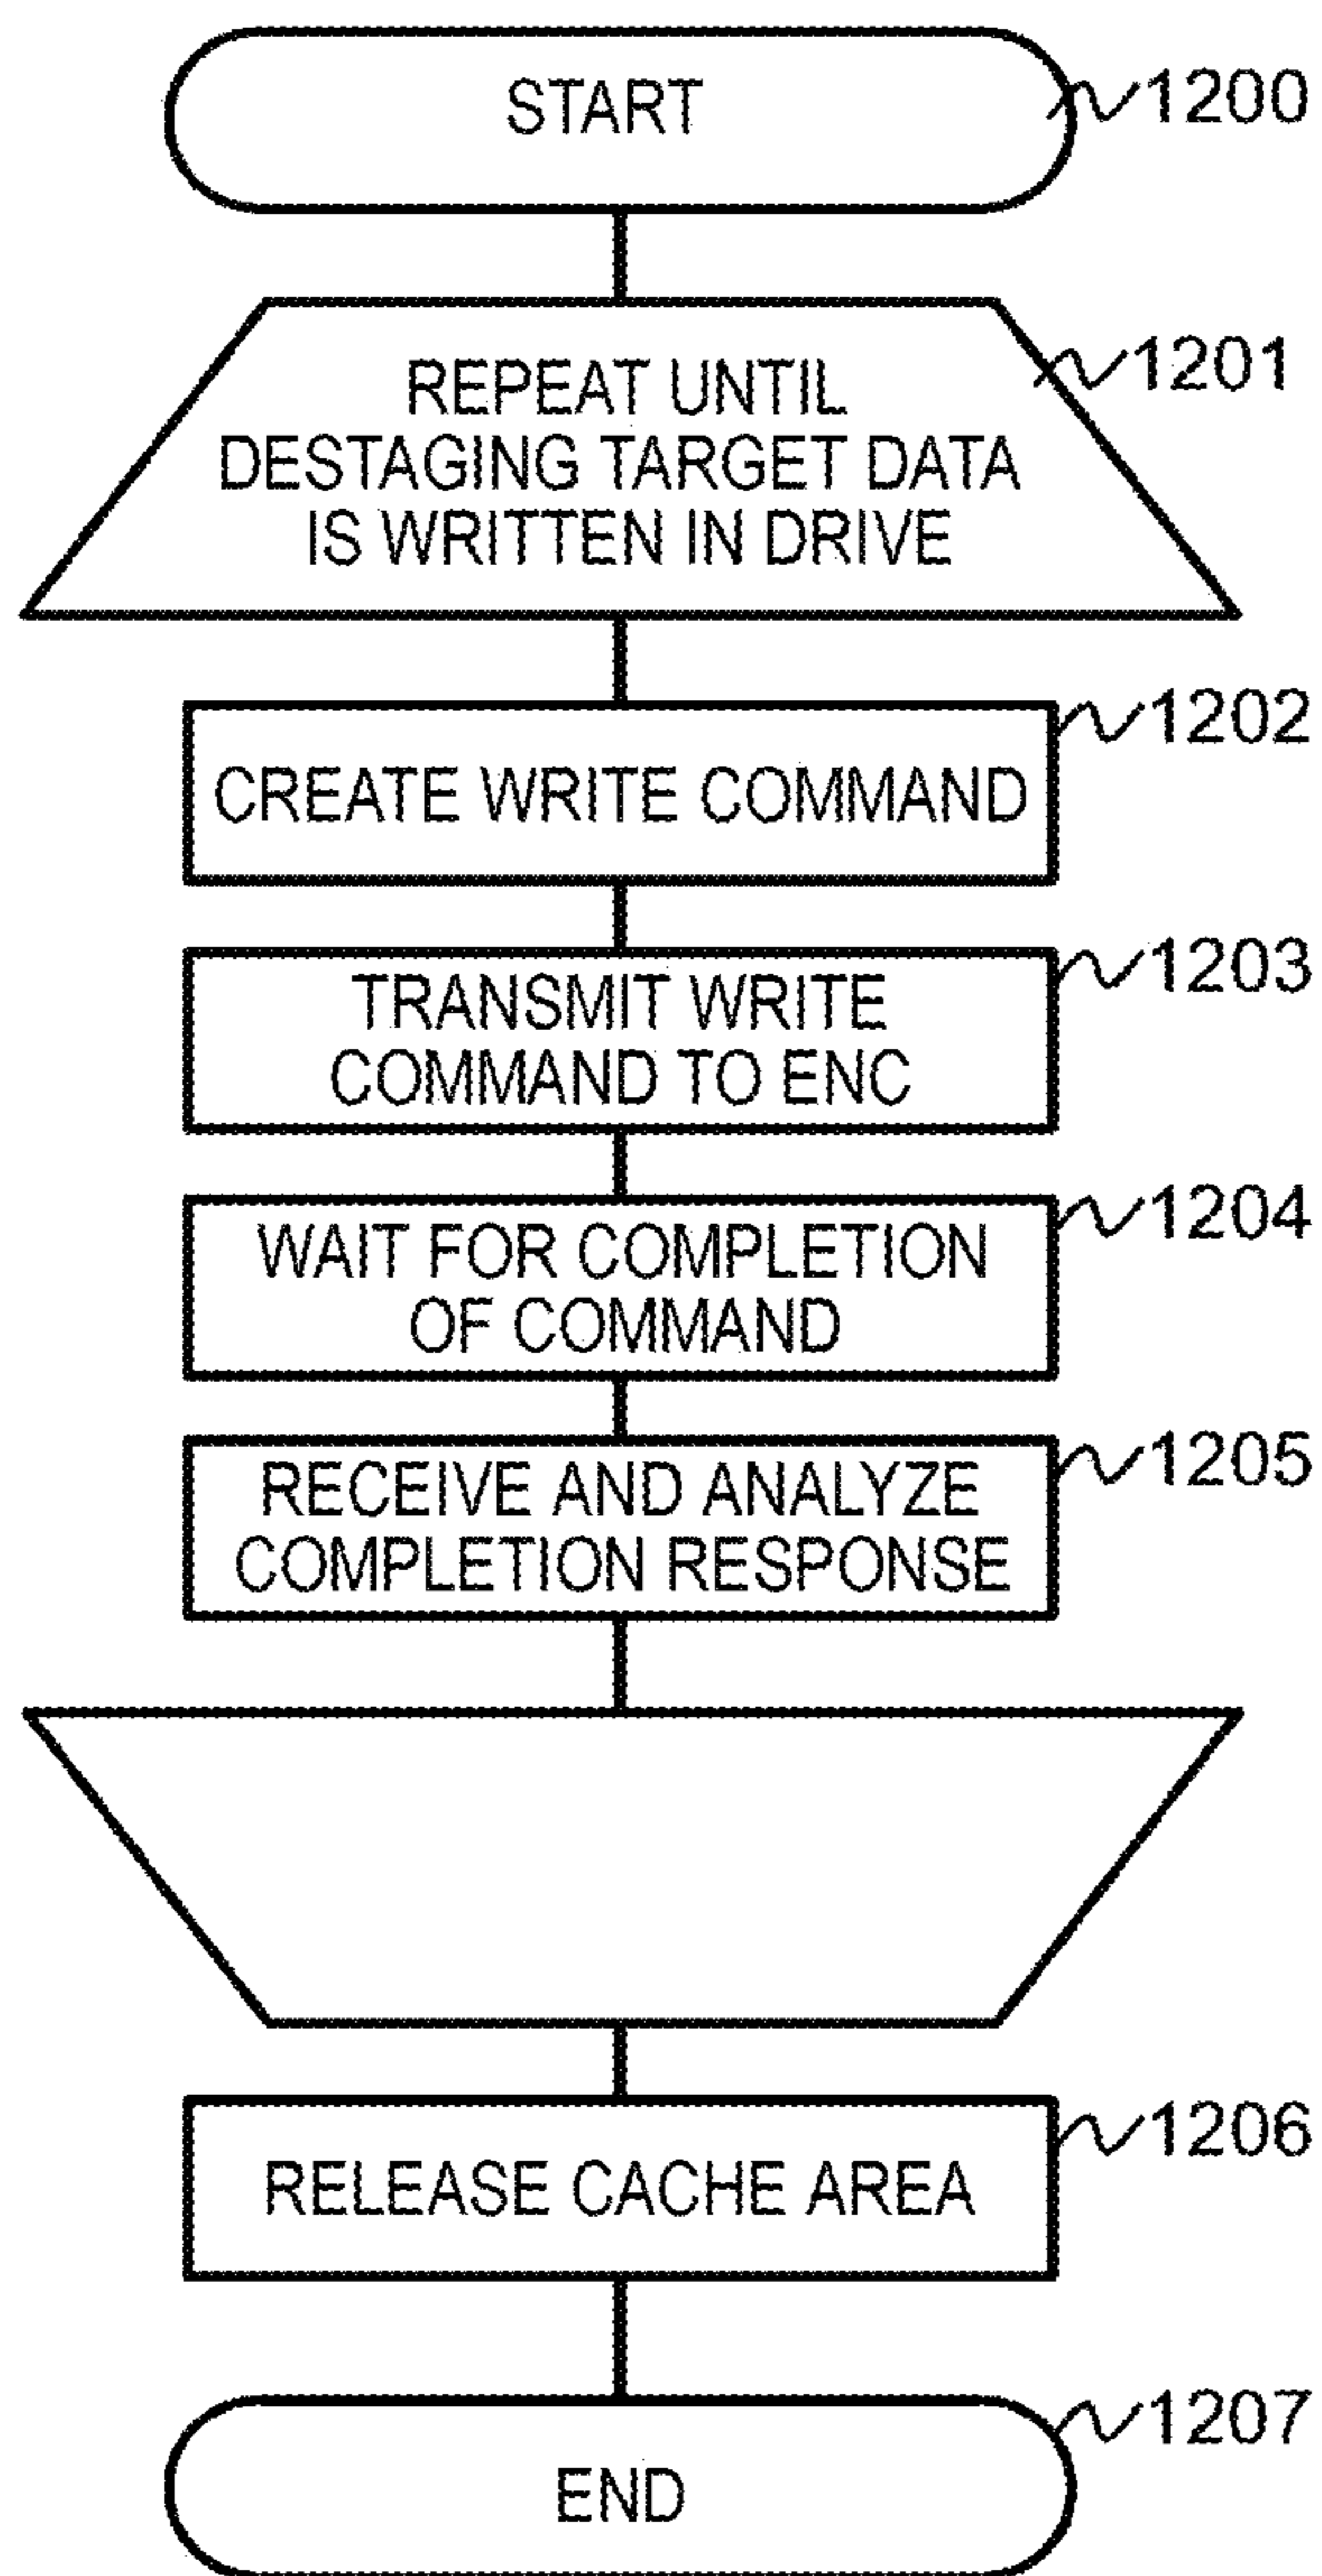 START
1200
REPEAT UNTIL
1201
DESTAGING TARGET DATA
IS WRITTEN IN DRIVE
1202
CREATE WRITE COMMAND
1203
TRANSMIT WRITE
COMMAND TO ENC
1204
WAIT FOR COMPLETION
OF COMMAND
1205
RECEIVE AND ANALYZE
COMPLETION RESPONSE
1206
RELEASE CACHE AREA
1207
END